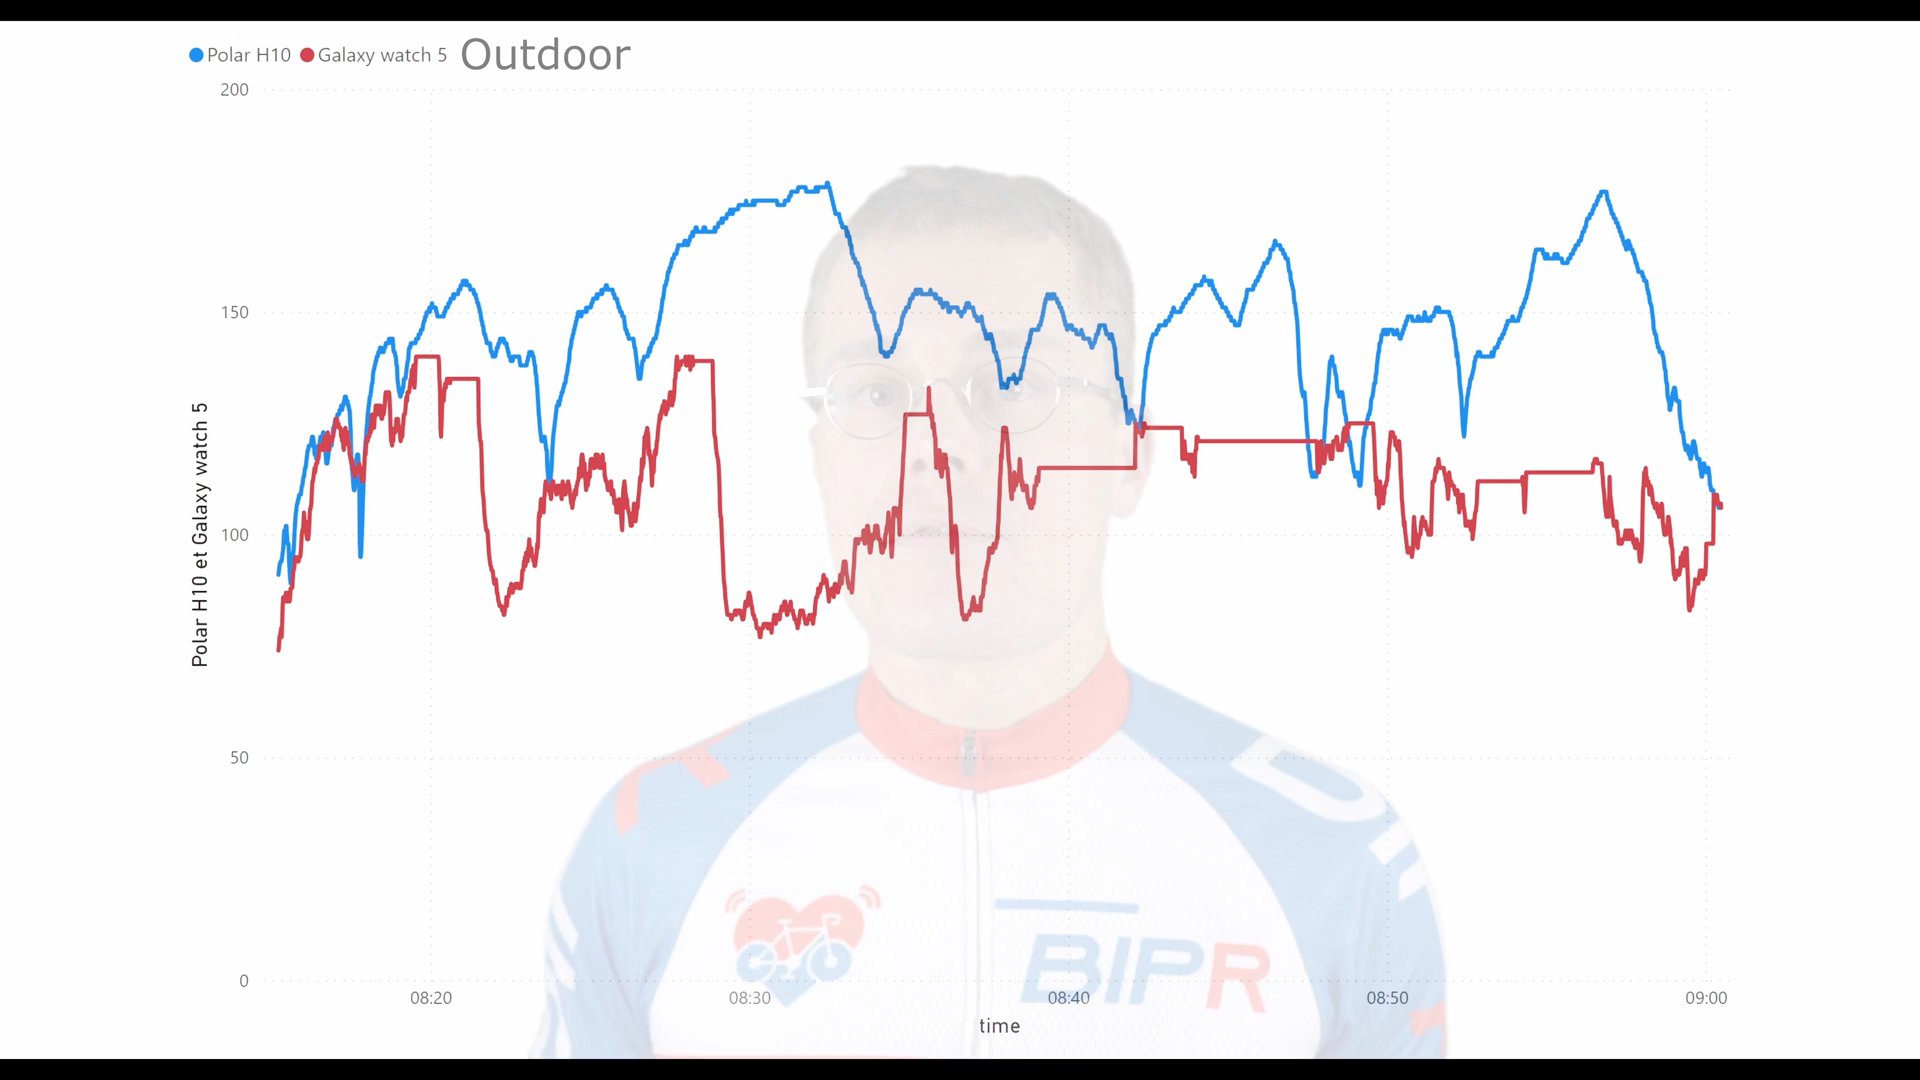 Polar H10 Galaxy watch 5 Outdoor
200
150
100
50
0
Polar H10 et Galaxy watch 5
08:20 08:30 08:40 08:50 09:00
time
BIPR